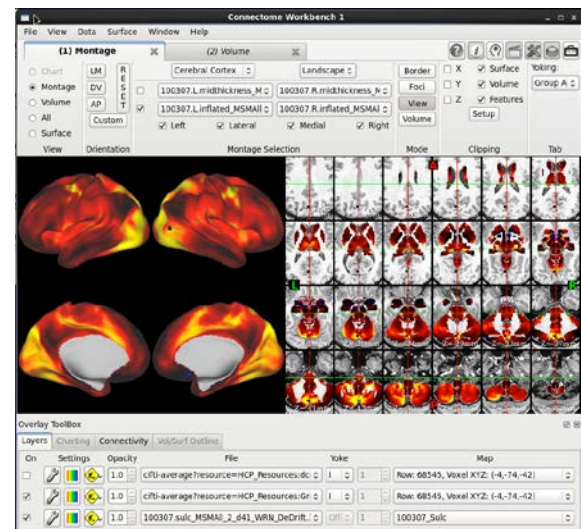 Connectome Workbench 1
File View Data Surface Window Help
(1) Montage
(2) Volume
Chart
Montage
Volume
All
Surface
View
LM
DV
AP
Custom
RESET
Orientation
Cerebral Cortex
Landscape
100307.L.midthickness_M
100307.R.midthickness_M
100307.L.inflated_MSMAll
100307.R.inflated_MSMAl
Left Lateral Medial Right
Montage Selection
Border
Foci
View
Volume
Mode
X Surface
Y Volume
Z Features
Setup
Clipping
Yoking:
Group A
Tab
A
L
R
Overlay ToolBox
Layers Charting Connectivity Vol/Surf Outline
On Settings Opacity File Yoke Map
1.0 cifti-average?resource=HCP_Resources:dc I 1 Row: 68545, Voxel XYZ: (-4,-74,-42)
1.0 cifti-average?resource=HCP_Resources:Gr I 1 Row: 68545, Voxel XYZ: (-4,-74,-42)
1.0 100307.sulc_MSMAll_2_d41_WRN_DeDrift. Off 1 100307_Sulc